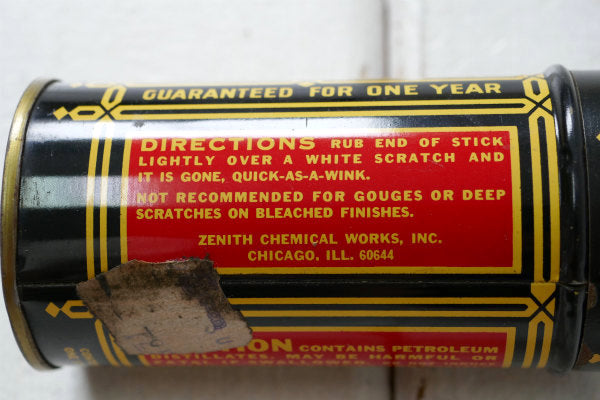 GUARANTEED FOR ONE YEAR
DIRECTIONS RUB END OF STICK
LIGHTLY OVER A WHITE SCRATCH AND
IT IS GONE, QUICK-AS-A-WINK.
NOT RECOMMENDED FOR GOUGES OR DEEP
SCRATCHES ON BLEACHED FINISHES.
ZENITH CHEMICAL WORKS, INC.
CHICAGO, ILL. 60644
CONTAINS PETROLEUM
DISTILLATES, MAY BE HARMFUL OR